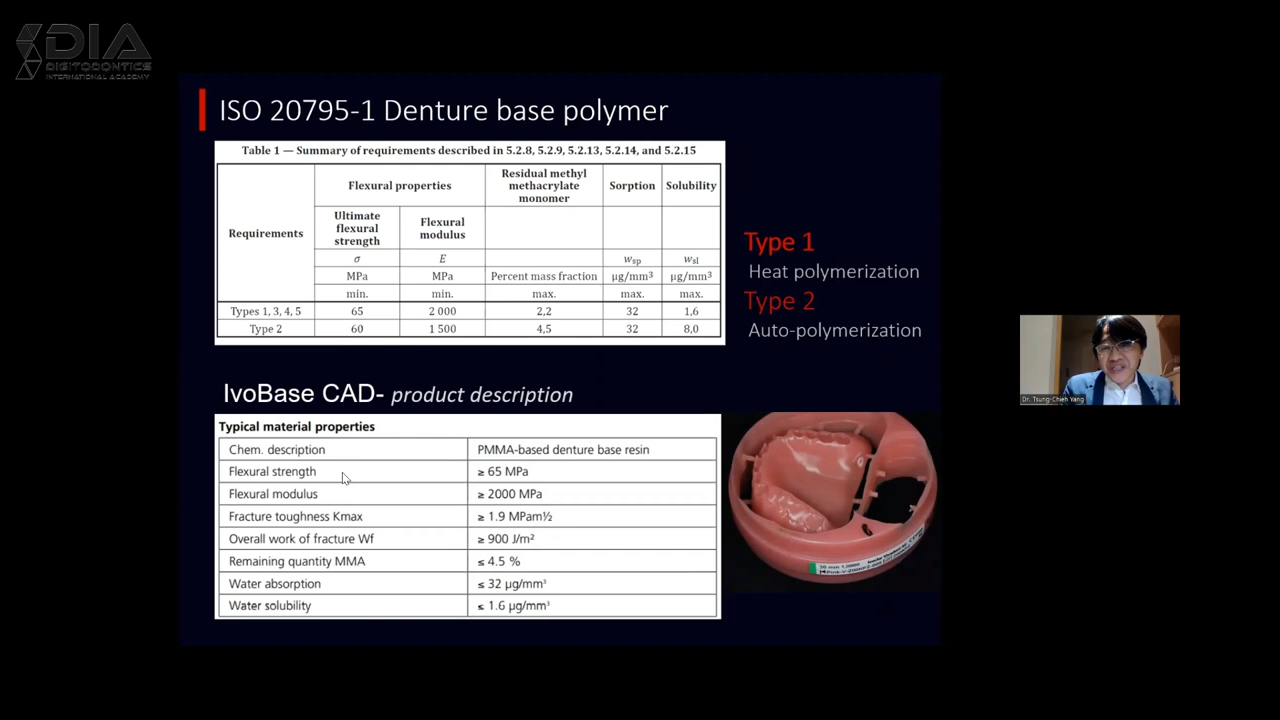 DIA
DIGITODONTICS
INTERNATIONAL ACADEMY
ISO 20795-1 Denture base polymer
Table 1 — Summary of requirements described in 5.2.8, 5.2.9, 5.2.13, 5.2.14, and 5.2.15
Requirements
Flexural properties
Residual methyl
methacrylate
monomer
Sorption
Solubility
Ultimate
flexural
strength
Flexural
modulus
σ
E
wsp
wsl
MPa
MPa
Percent mass fraction
µg/mm³
µg/mm³
min.
min.
max.
max.
max.
Types 1, 3, 4, 5
65
2 000
2,2
32
1,6
Type 2
60
1 500
4,5
32
8,0
Type 1
Heat polymerization
Type 2
Auto-polymerization
IvoBase CAD- product description
Typical material properties
Chem. description
PMMA-based denture base resin
Flexural strength
≥ 65 MPa
Flexural modulus
≥ 2000 MPa
Fracture toughness Kmax
≥ 1.9 MPam½
Overall work of fracture Wf
≥ 900 J/m²
Remaining quantity MMA
≤ 4.5 %
Water absorption
≤ 32 µg/mm³
Water solubility
≤ 1.6 µg/mm³
Dr. Tsung-Chieh Yang